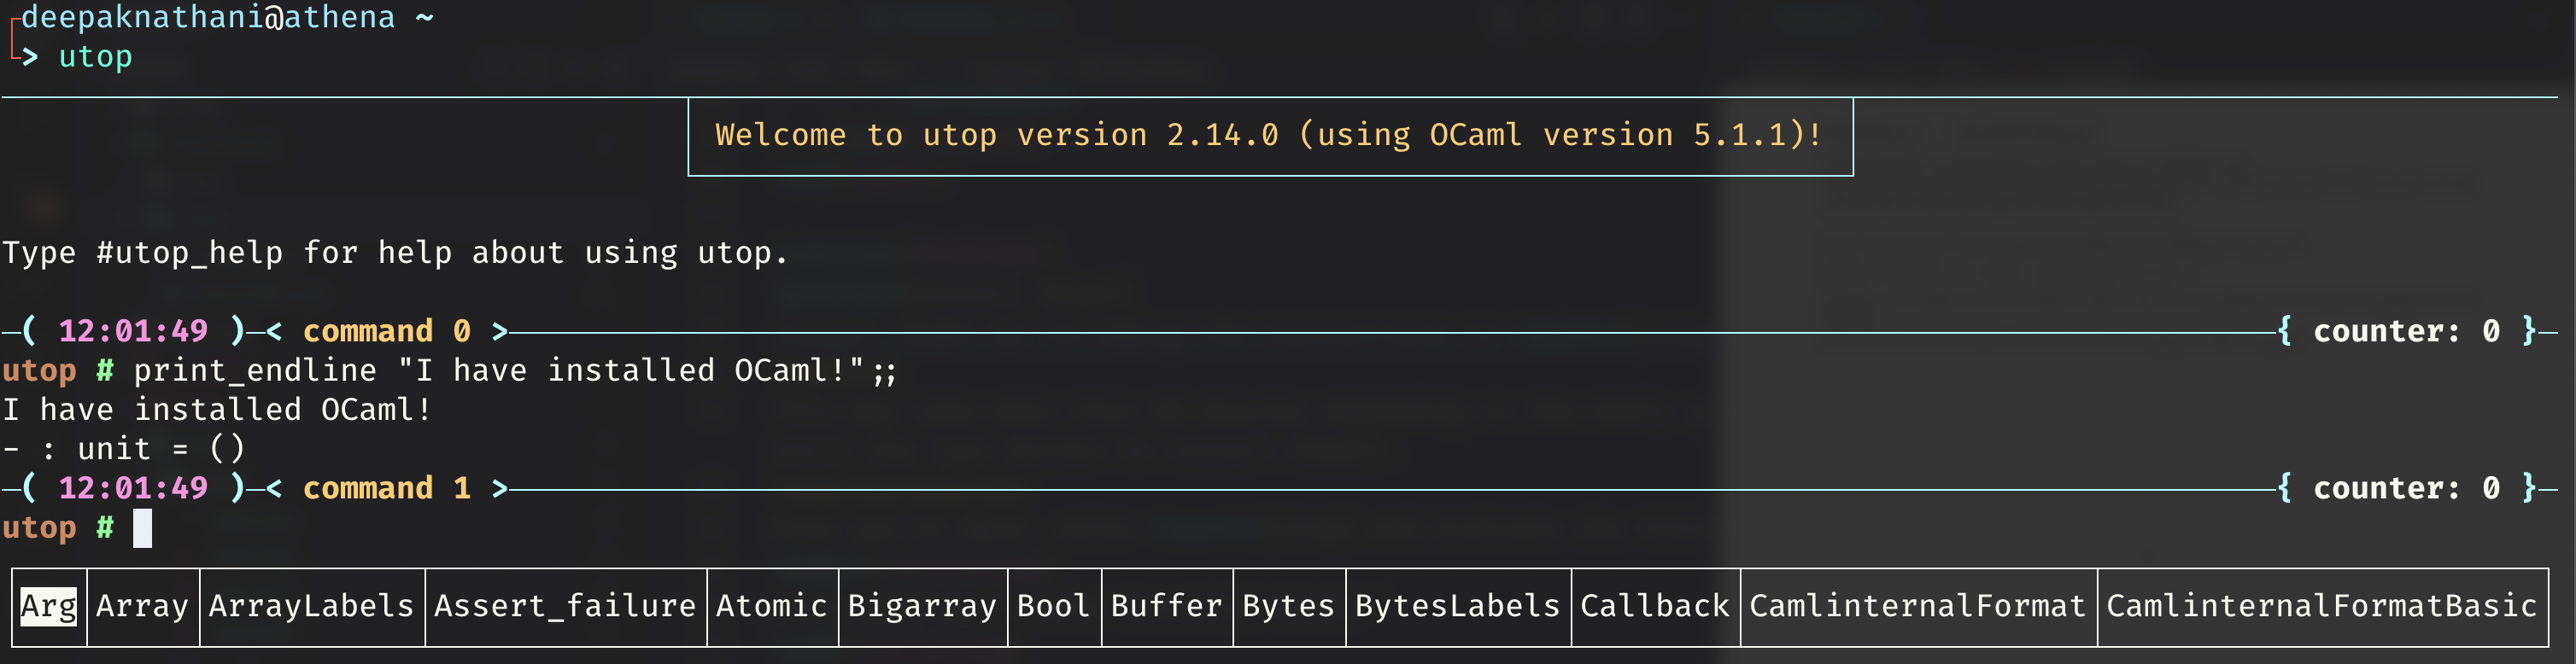 deepaknathani@athena ~
> utop
Welcome to utop version 2.14.0 (using OCaml version 5.1.1)!
Type #utop_help for help about using utop.
─( 12:01:49 )─< command 0 >─{ counter: 0 }─
utop # print_endline "I have installed OCaml!";;
I have installed OCaml!
- : unit = ()
─( 12:01:49 )─< command 1 >─{ counter: 0 }─
utop #
Arg Array ArrayLabels Assert_failure Atomic Bigarray Bool Buffer Bytes BytesLabels Callback CamlinternalFormat CamlinternalFormatBasic